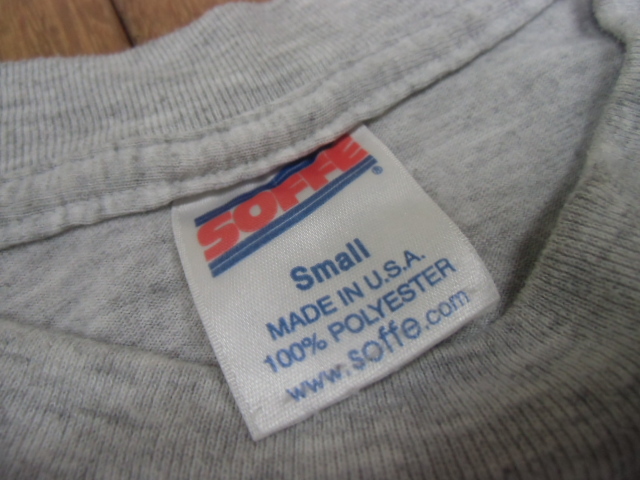 SOFFE®
Small
MADE IN U.S.A.
100% POLYESTER
www.soffe.com